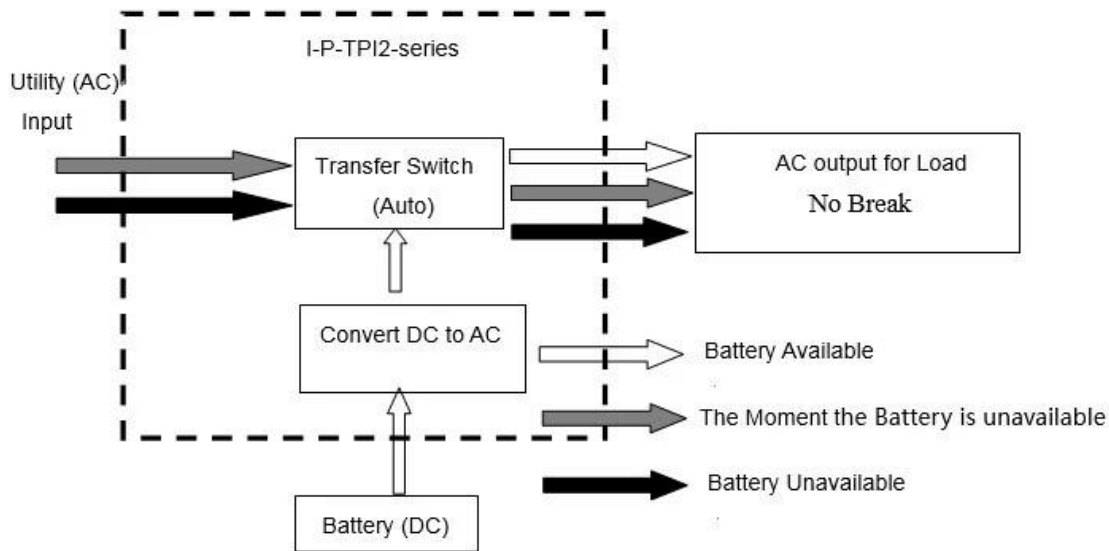 I-P-TPI2-series
Utility (AC)
Input
Transfer Switch
(Auto)
AC output for Load
No Break
Convert DC to AC
Battery Available
The Moment the Battery is unavailable
Battery Unavailable
Battery (DC)